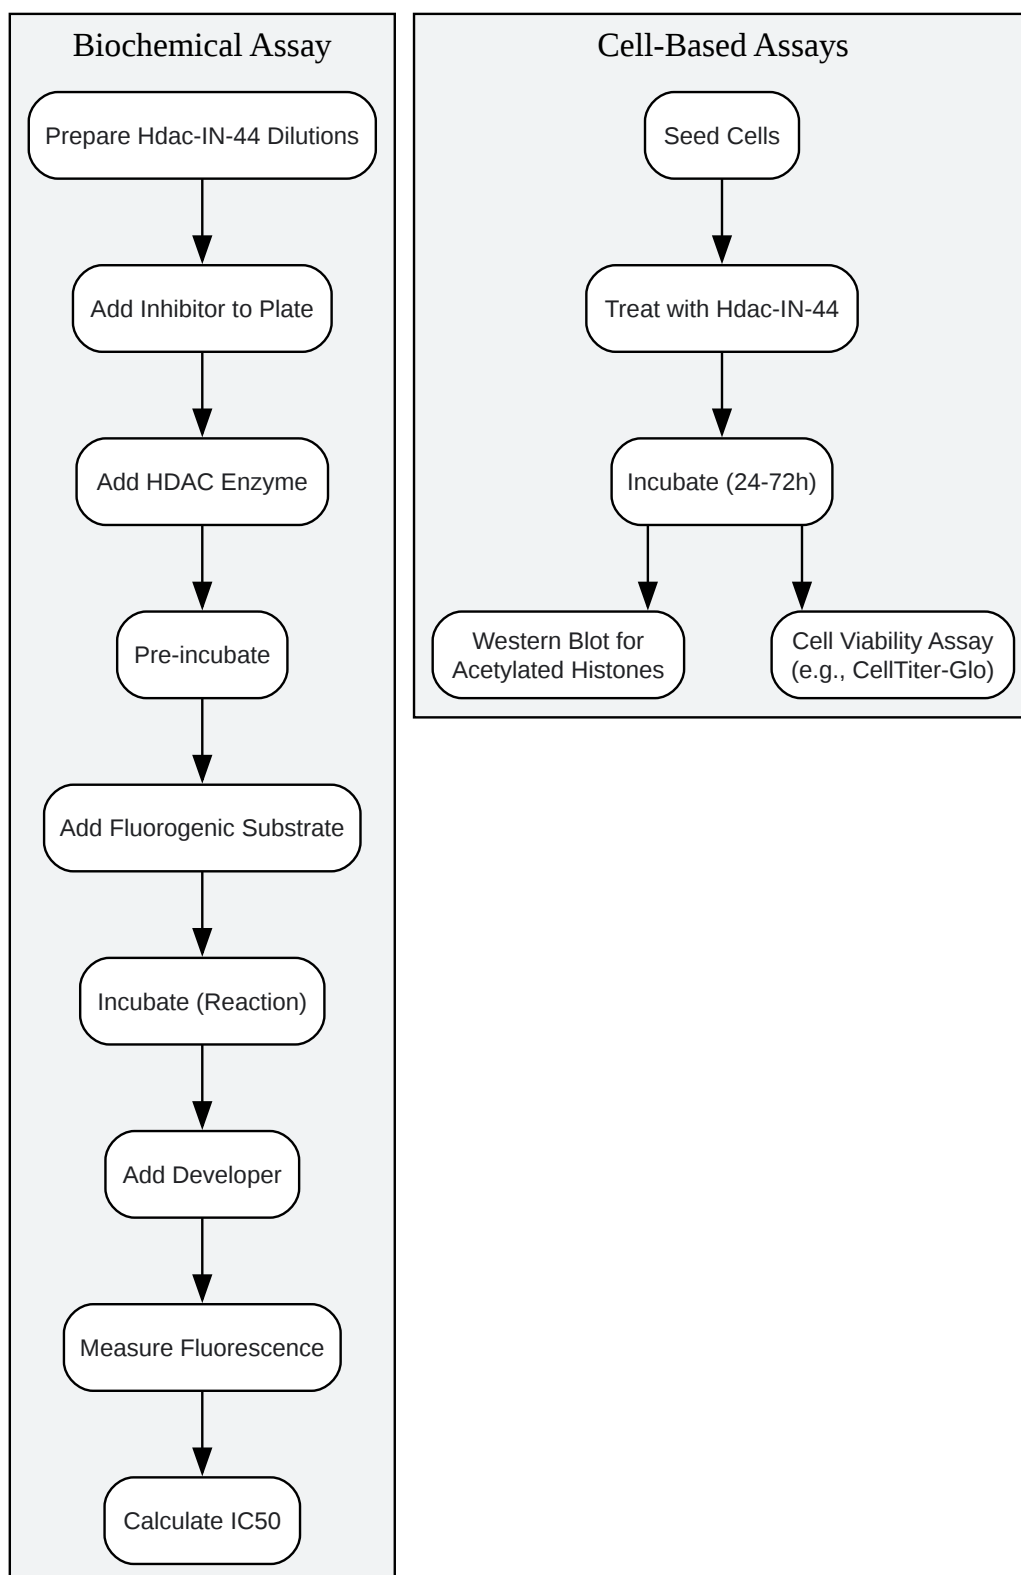 Biochemical Assay
Prepare Hdac-IN-44 Dilutions
Add Inhibitor to Plate
Add HDAC Enzyme
Pre-incubate
Add Fluorogenic Substrate
Incubate (Reaction)
Add Developer
Measure Fluorescence
Calculate IC50
Cell-Based Assays
Seed Cells
Treat with Hdac-IN-44
Incubate (24-72h)
Western Blot for
Acetylated Histones
Cell Viability Assay
(e.g., CellTiter-Glo)